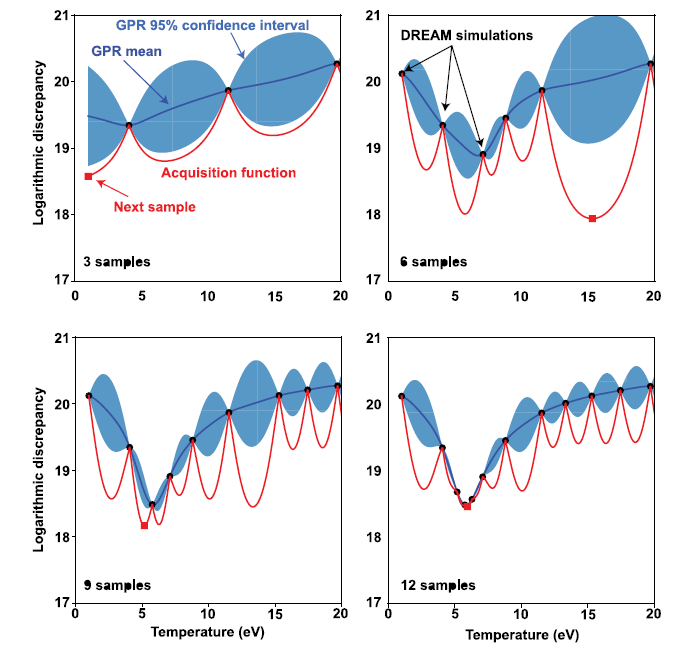 21
20
19
18
17
Logarithmic discrepancy
GPR 95% confidence interval
GPR mean
Acquisition function
Next sample
3 samples
0
5
10
15
20
21
20
19
18
17
Logarithmic discrepancy
DREAM simulations
6 samples
0
5
10
15
20
21
20
19
18
17
Logarithmic discrepancy
9 samples
0
5
10
15
20
Temperature (eV)
21
20
19
18
17
12 samples
0
5
10
15
20
Temperature (eV)